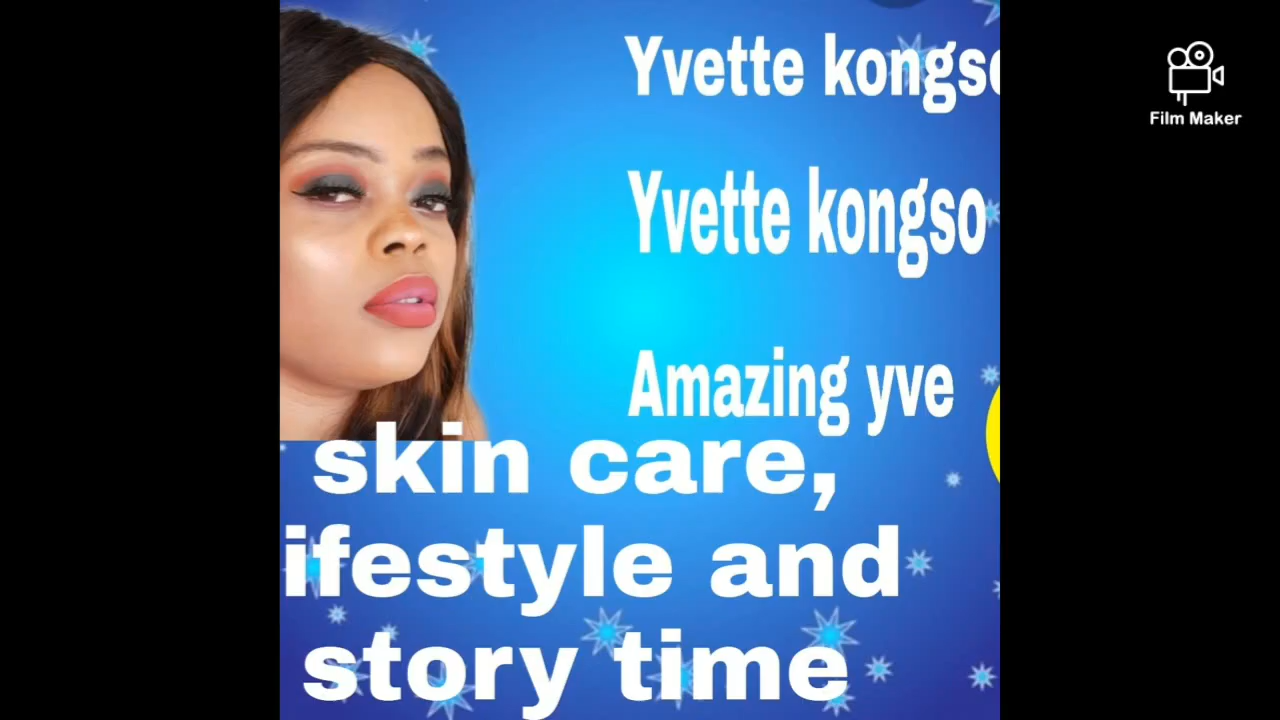 Yvette kongso
Film Maker
Yvette kongso
Amazing yve
skin care,
ifestyle and
story time